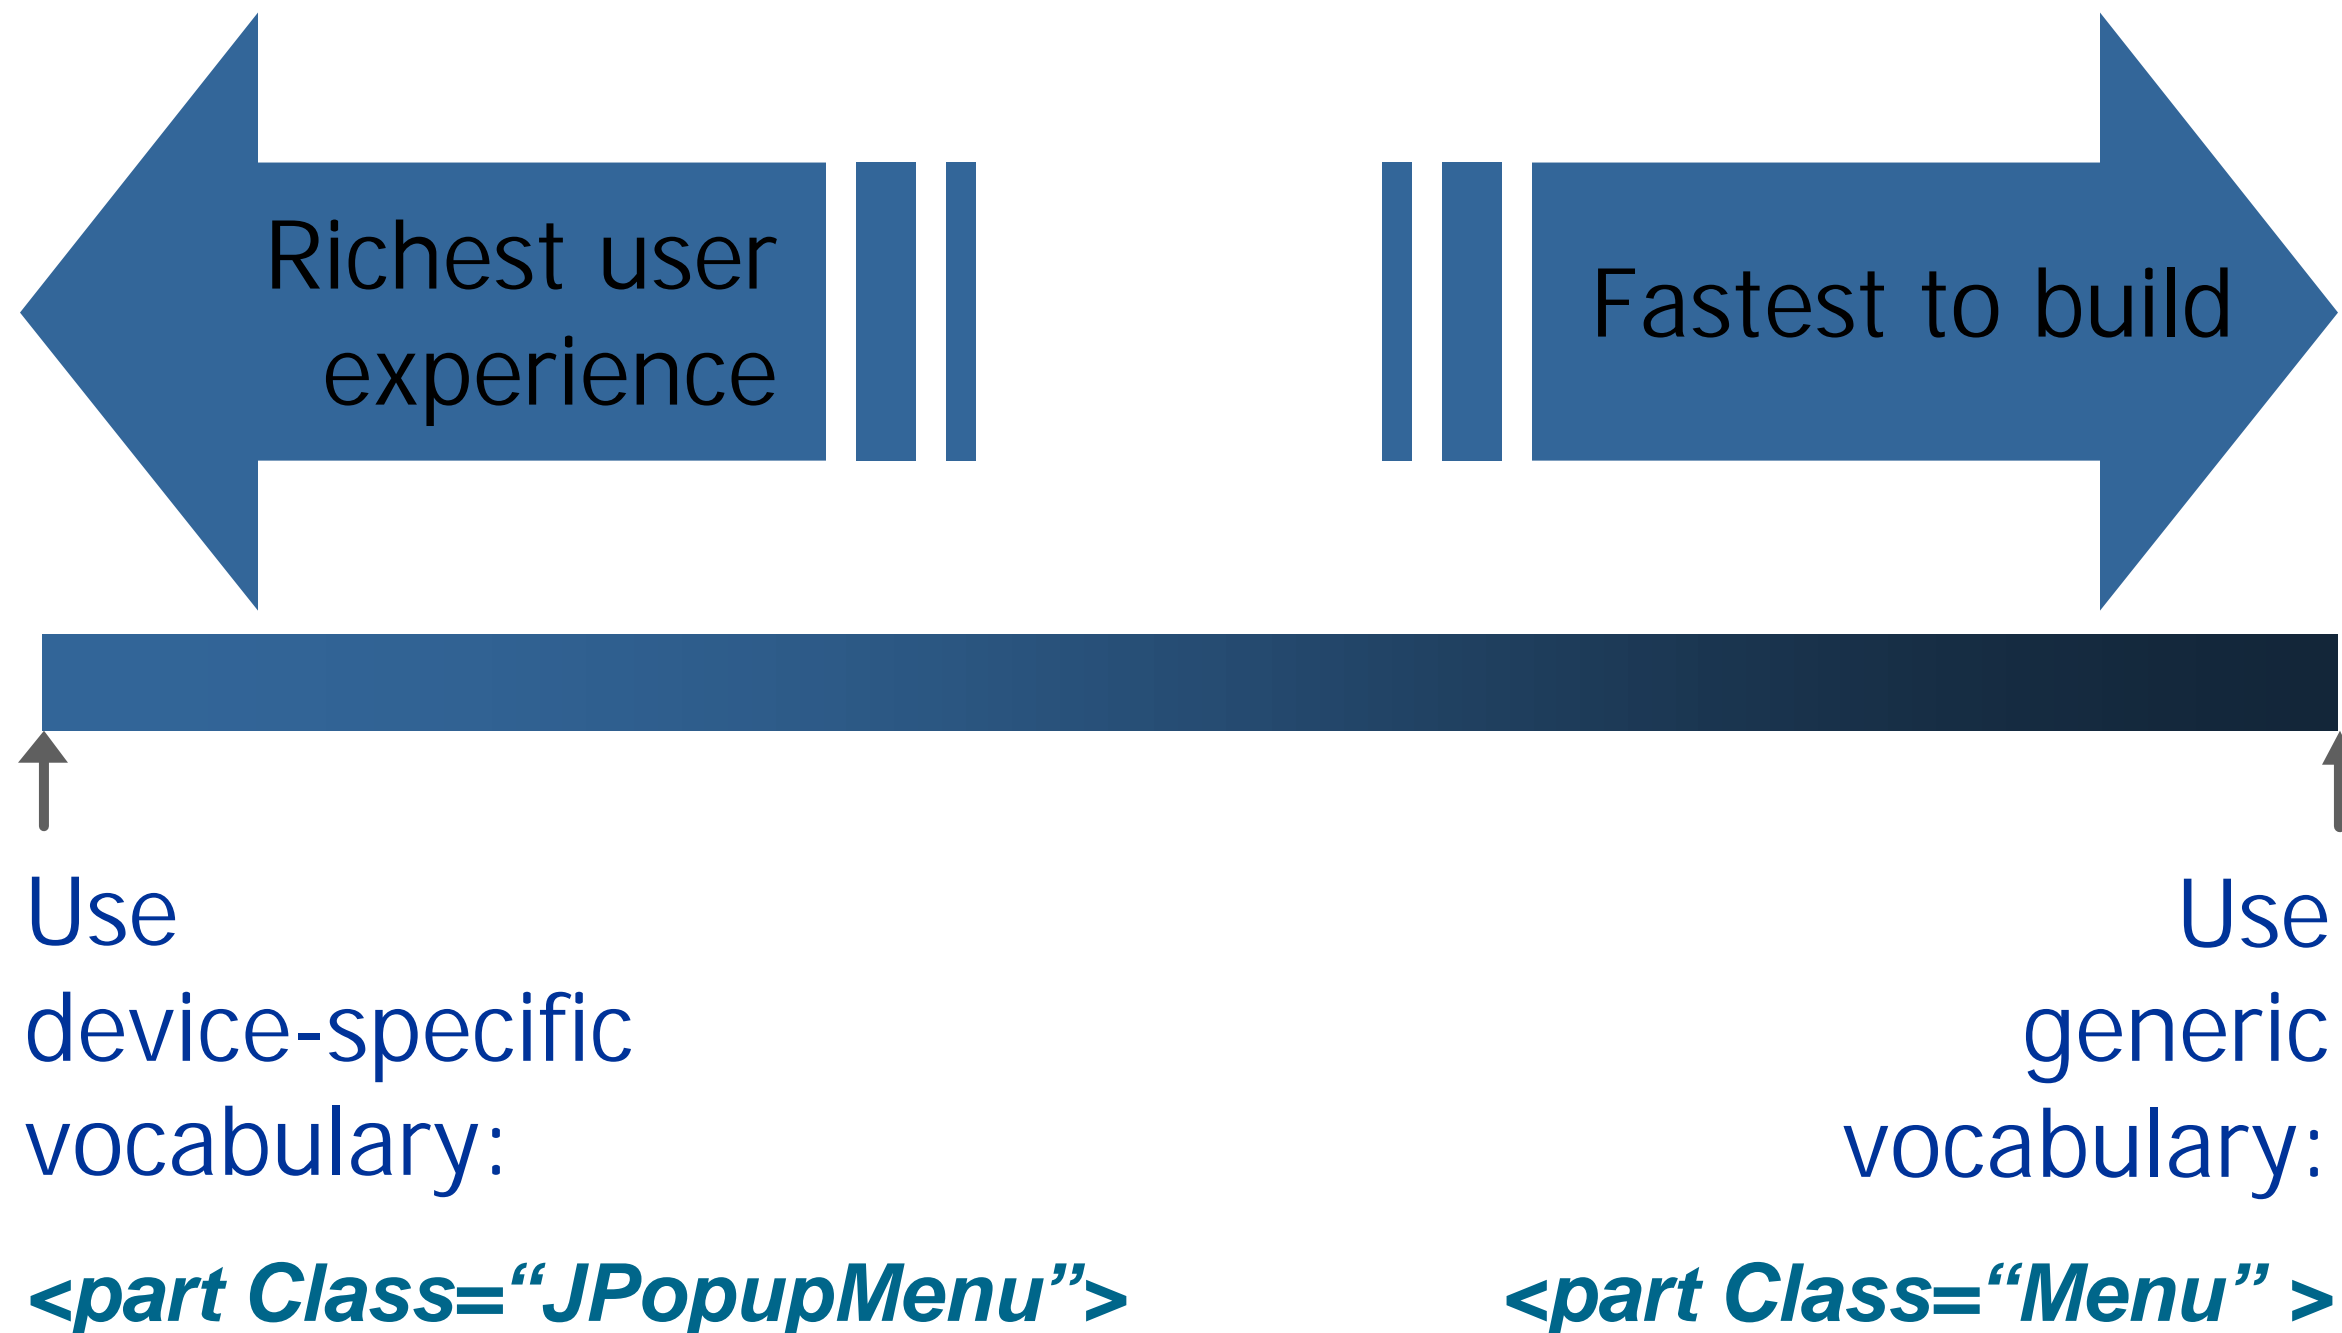 Richest user
experience
Fastest to build
Use
device-specific
vocabulary:
<part Class=“JPopupMenu”>
Use
generic
vocabulary:
<part Class=“Menu” >